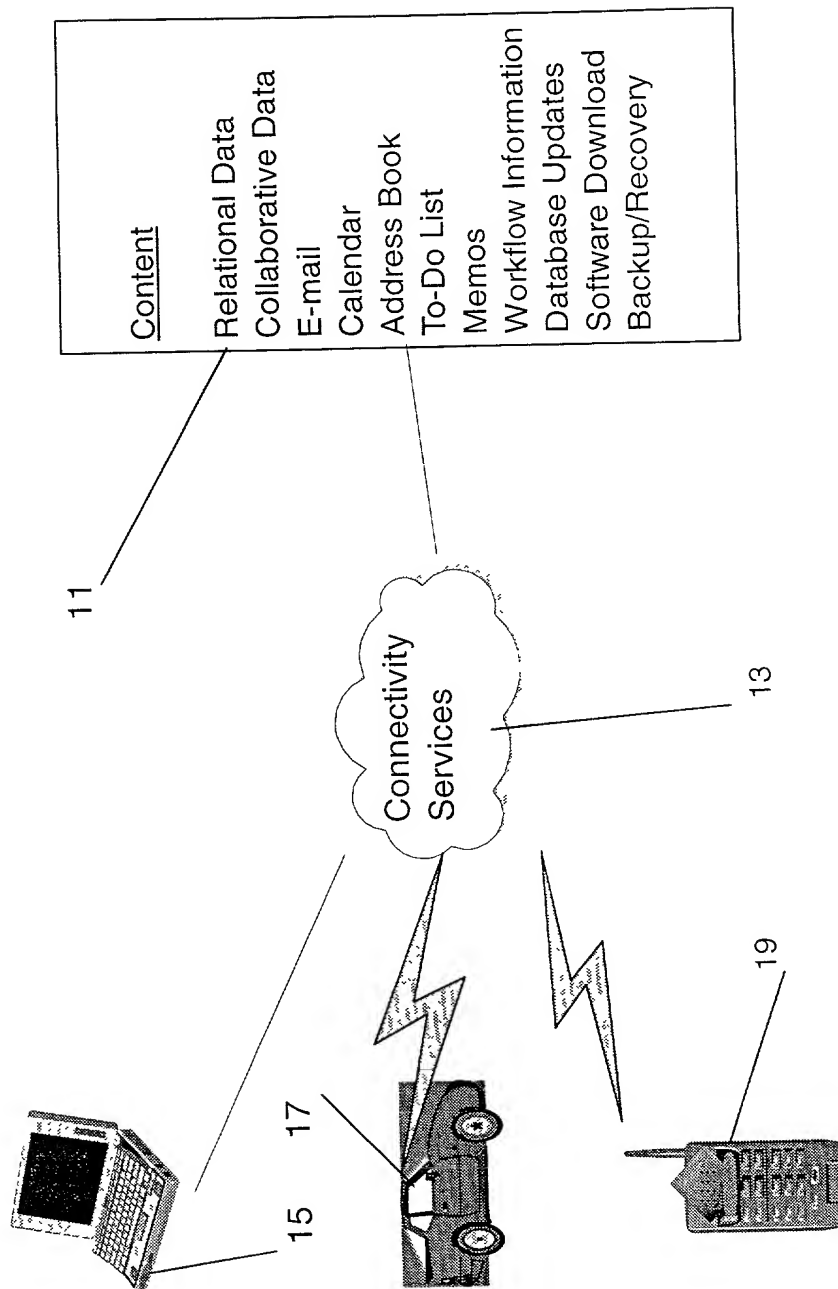 Content
Relational Data
Collaborative Data
E-mail
Calendar
Address Book
To-Do List
Memos
Workflow Information
Database Updates
Software Download
Backup/Recovery
11
Connectivity
Services
13
15
17
19